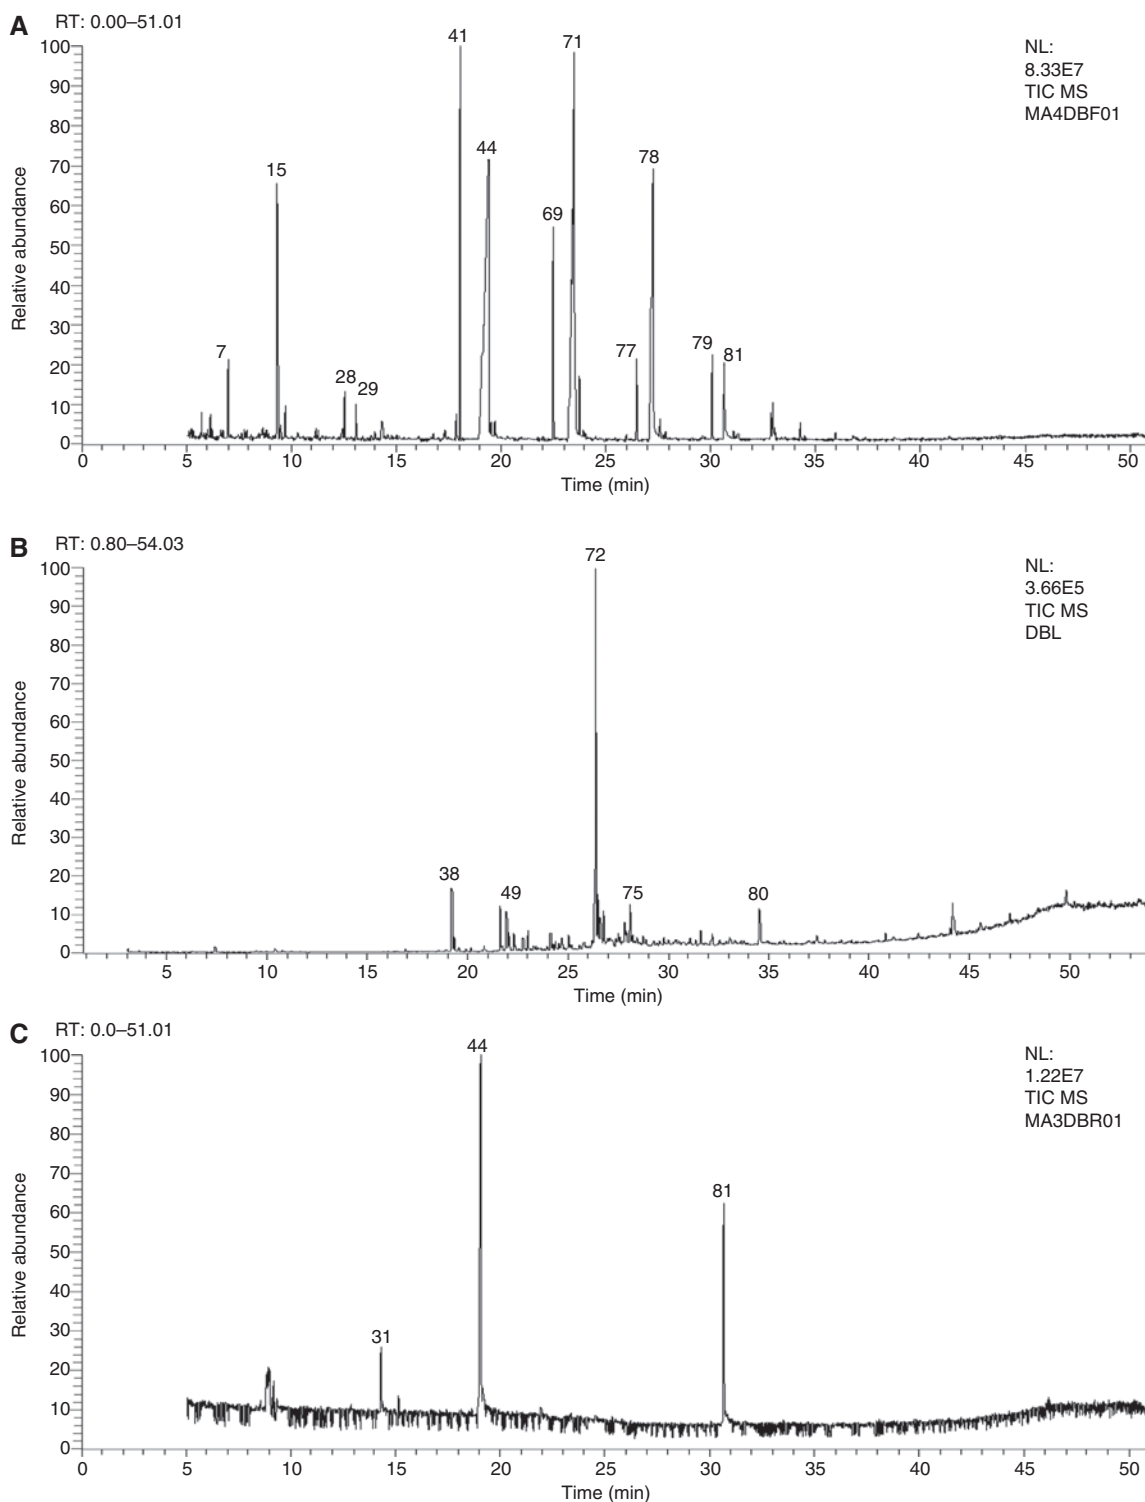 A
RT: 0.00–51.01
NL:
8.33E7
TIC MS
MA4DBF01
41
71
44
78
15
69
7
28
29
77
79
81
100
90
80
70
60
50
40
30
20
10
0
Relative abundance
0 5 10 15 20 25 30 35 40 45 50
Time (min)
B
RT: 0.80–54.03
NL:
3.66E5
TIC MS
DBL
72
38
49
75
80
100
90
80
70
60
50
40
30
20
10
0
Relative abundance
5 10 15 20 25 30 35 40 45 50
Time (min)
C
RT: 0.0–51.01
NL:
1.22E7
TIC MS
MA3DBR01
44
81
31
100
90
80
70
60
50
40
30
20
10
0
Relative abundance
0 5 10 15 20 25 30 35 40 45 50
Time (min)